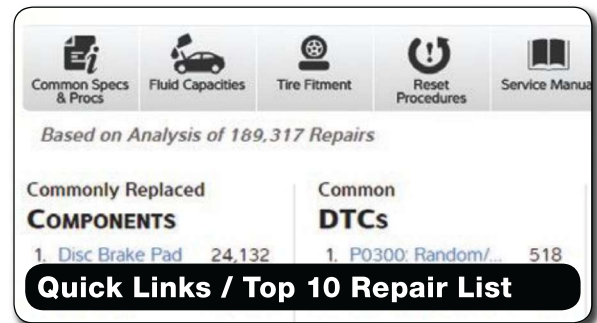 Common Specs & Procs
Fluid Capacities
Tire Fitment
Reset Procedures
Service Manua
Based on Analysis of 189,317 Repairs
Commonly Replaced
COMPONENTS
1. Disc Brake Pad 24,132
Common
DTCs
1. P0300: Random/... 518
Quick Links / Top 10 Repair List